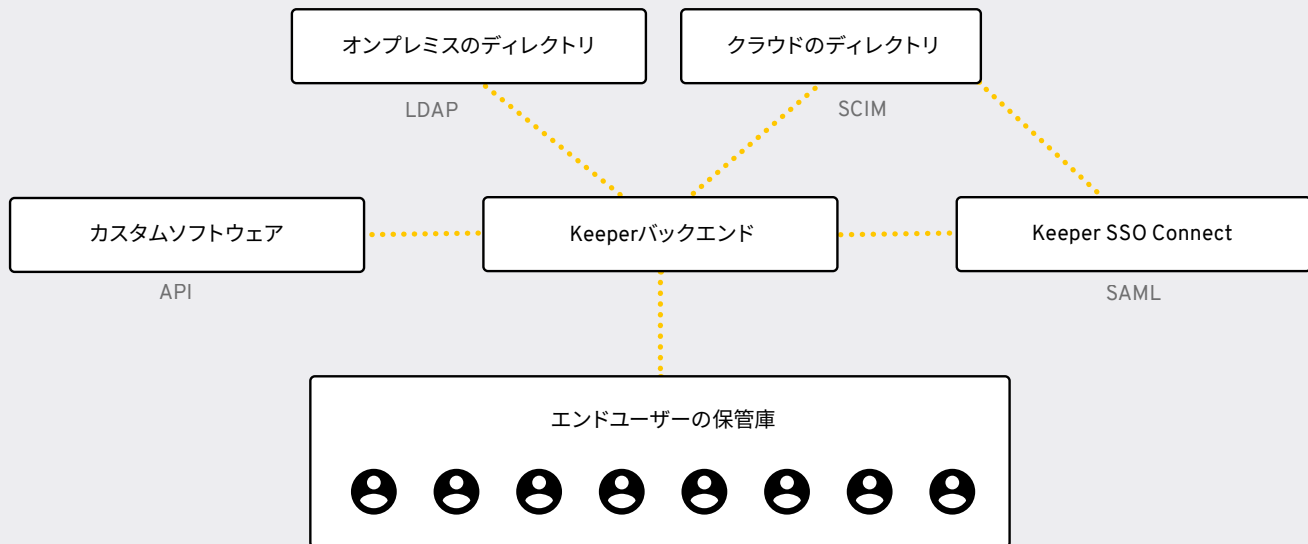 オンプレミスのディレクトリ
クラウドのディレクトリ
LDAP
SCIM
カスタムソフトウェア
Keeperバックエンド
Keeper SSO Connect
API
SAML
エンドユーザーの保管庫